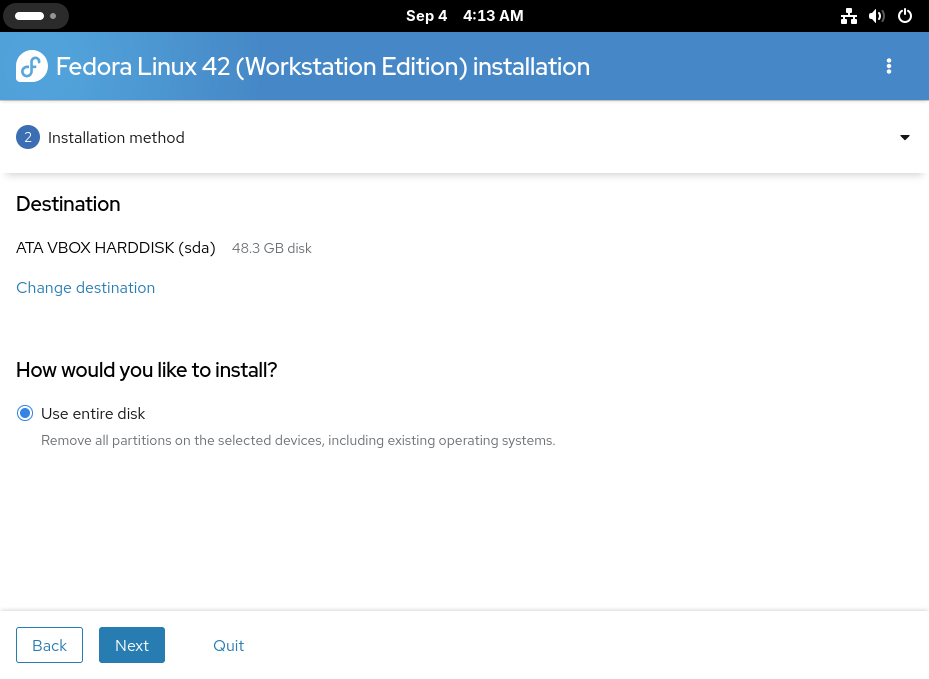 Sep 4 4:13 AM
Fedora Linux 42 (Workstation Edition) installation
2 Installation method
Destination
ATA VBOX HARDDISK (sda) 48.3 GB disk
Change destination
How would you like to install?
Use entire disk
Remove all partitions on the selected devices, including existing operating systems.
Back Next Quit